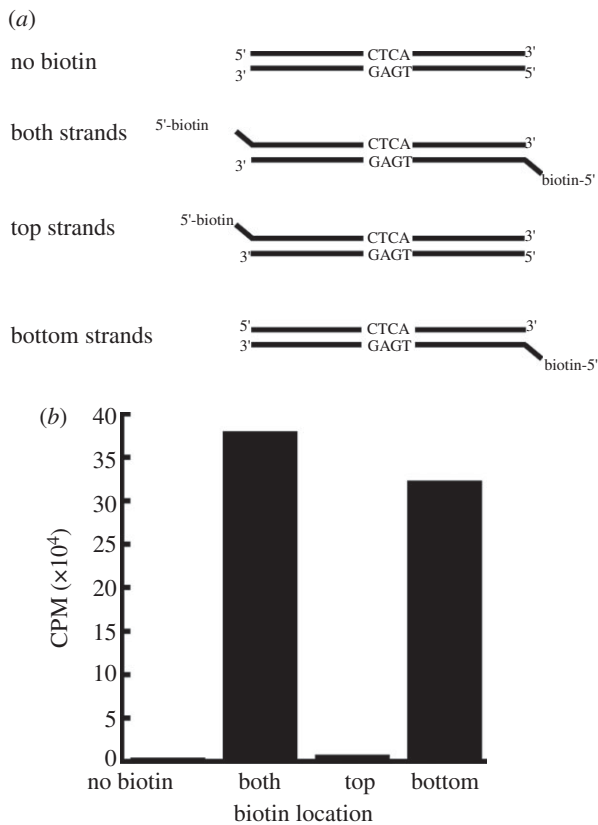 (a)
no biotin
5' CTCA 3'
3' GAGT 5'
both strands
5'-biotin
CTCA 3'
3' GAGT
biotin-5'
top strands
5'-biotin
CTCA 3'
3' GAGT 5'
bottom strands
5' CTCA 3'
3' GAGT
biotin-5'
(b)
40
35
30
25
20
15
10
5
0
CPM (×10⁴)
no biotin both top bottom
biotin location